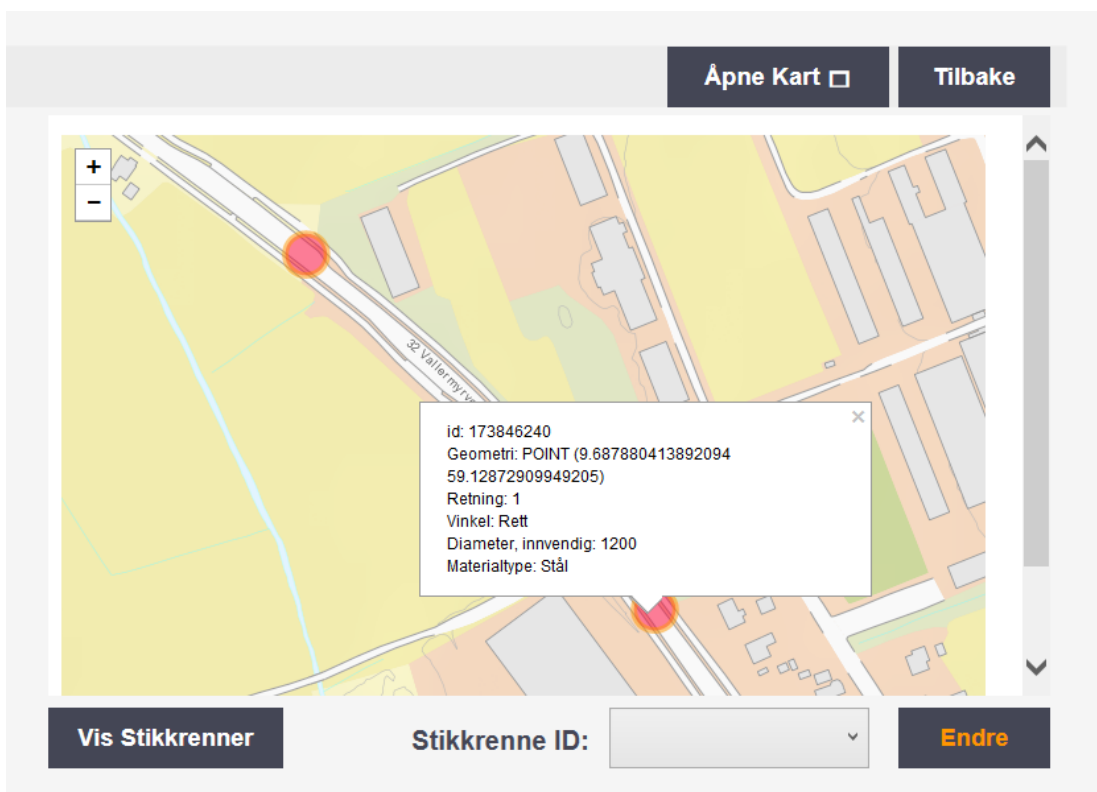 Åpne Kart
Tilbake
+
−
32 Vallermyrv
id: 173846240
Geometri: POINT (9.687880413892094
59.12872909949205)
Retning: 1
Vinkel: Rett
Diameter, innvendig: 1200
Materialtype: Stål
×
Vis Stikkrenner
Stikkrenne ID:
Endre